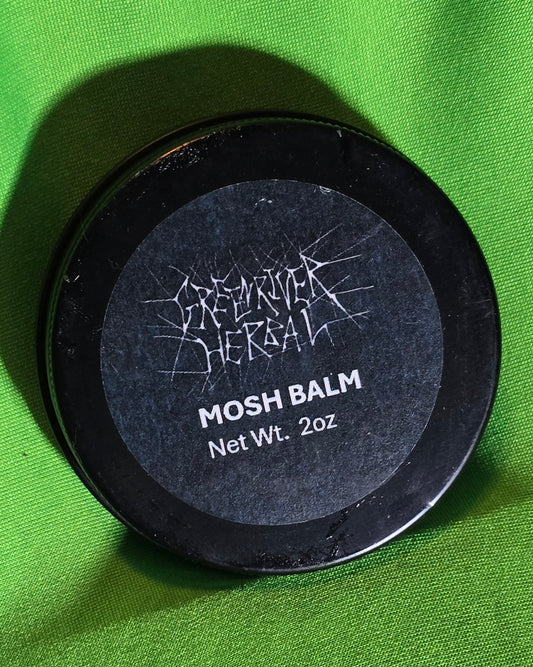 GREENRIVER
HERBAL
MOSH BALM
Net Wt. 2oz